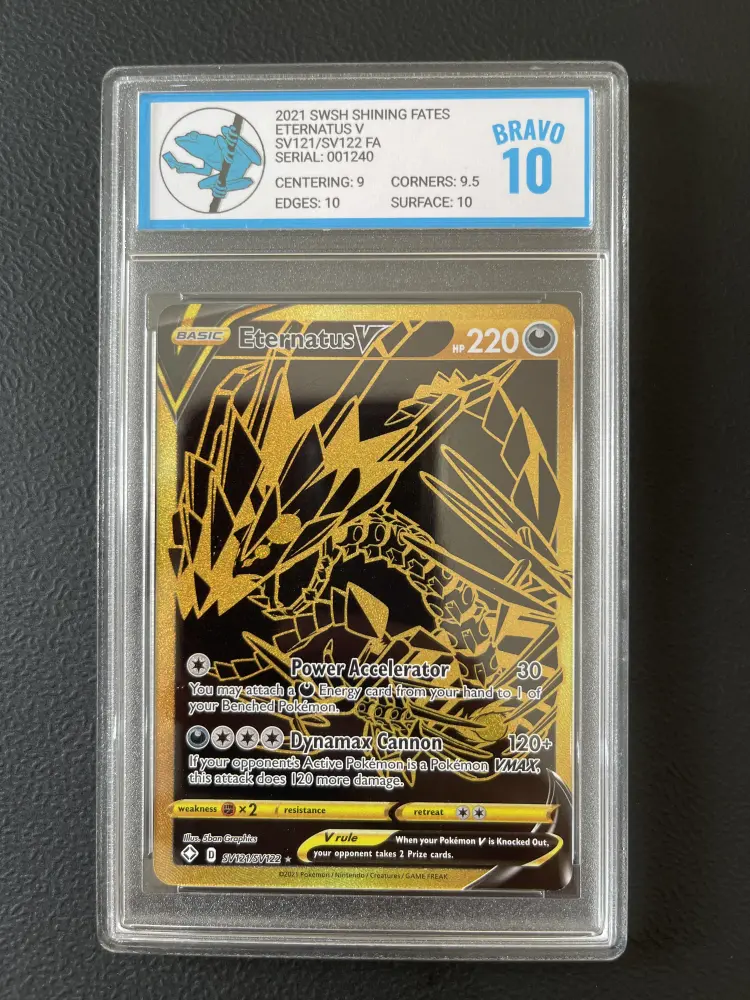 2021 SWSH SHINING FATES
ETERNATUS V
SV121/SV122 FA
SERIAL: 001240
CENTERING: 9 CORNERS: 9.5
EDGES: 10 SURFACE: 10
BRAVO
10
BASIC Eternatus V HP 220
Power Accelerator 30
You may attach a Energy card from your hand to 1 of
your Benched Pokémon.
Dynamax Cannon 120+
If your opponent's Active Pokémon is a Pokémon VMAX,
this attack does 120 more damage.
weakness ×2 resistance retreat
Illus. 5ban Graphics
V rule When your Pokémon V is Knocked Out,
your opponent takes 2 Prize cards.
D SV121/SV122 ★
©2021 Pokémon / Nintendo / Creatures / GAME FREAK